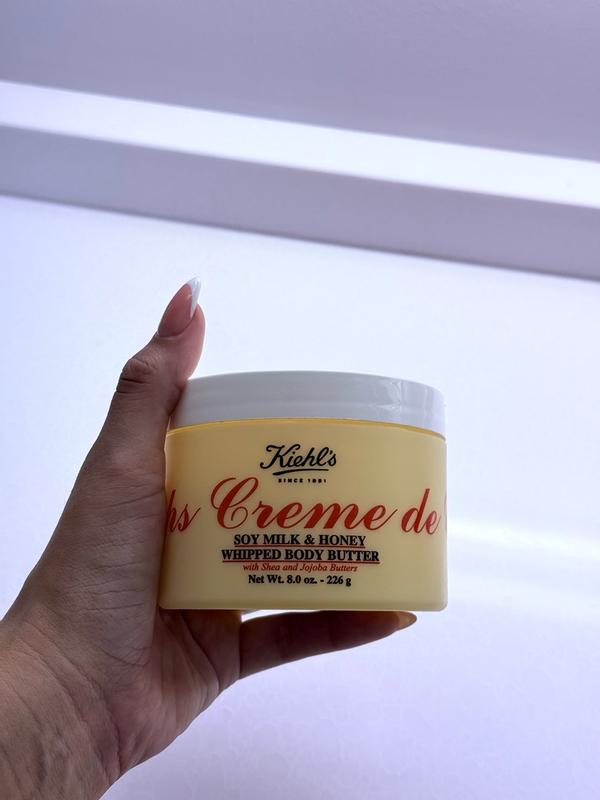 Kiehl's
SINCE 1851
Creme de
SOY MILK & HONEY
WHIPPED BODY BUTTER
with Shea and Jojoba Butters
Net Wt. 8.0 oz. - 226 g